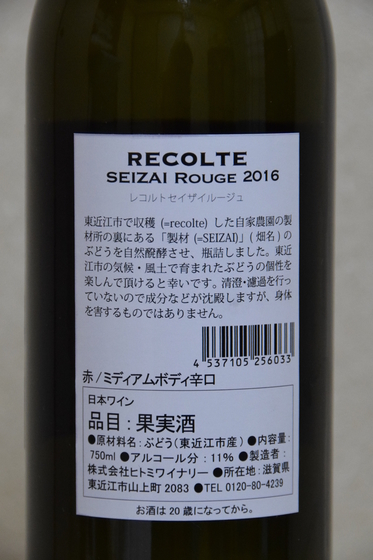 RECOLTE
SEIZAI ROUGE 2016
レコルトセイザイルージュ
東近江市で収穫 (=recolte) した自家農園の製
材所の裏にある「製材 (=SEIZAI)」( 畑名) の
ぶどうを自然醗酵させ、瓶詰しました。東近
江市の気候・風土で育まれたぶどうの個性を
楽しんで頂けると幸いです。清澄・濾過を行っ
ていないので成分などが沈殿しますが、身体
を害するものではありません。
4 537105 256033
赤/ミディアムボディ辛口
日本ワイン
品目:果実酒
●原材料名:ぶどう(東近江市産)●内容量:
750ml ●アルコール分:11% ●製造者:
株式会社ヒトミワイナリー ●所在地:滋賀県
東近江市山上町 2083 ●TEL:0120-80-4239
お酒は 20 歳になってから。